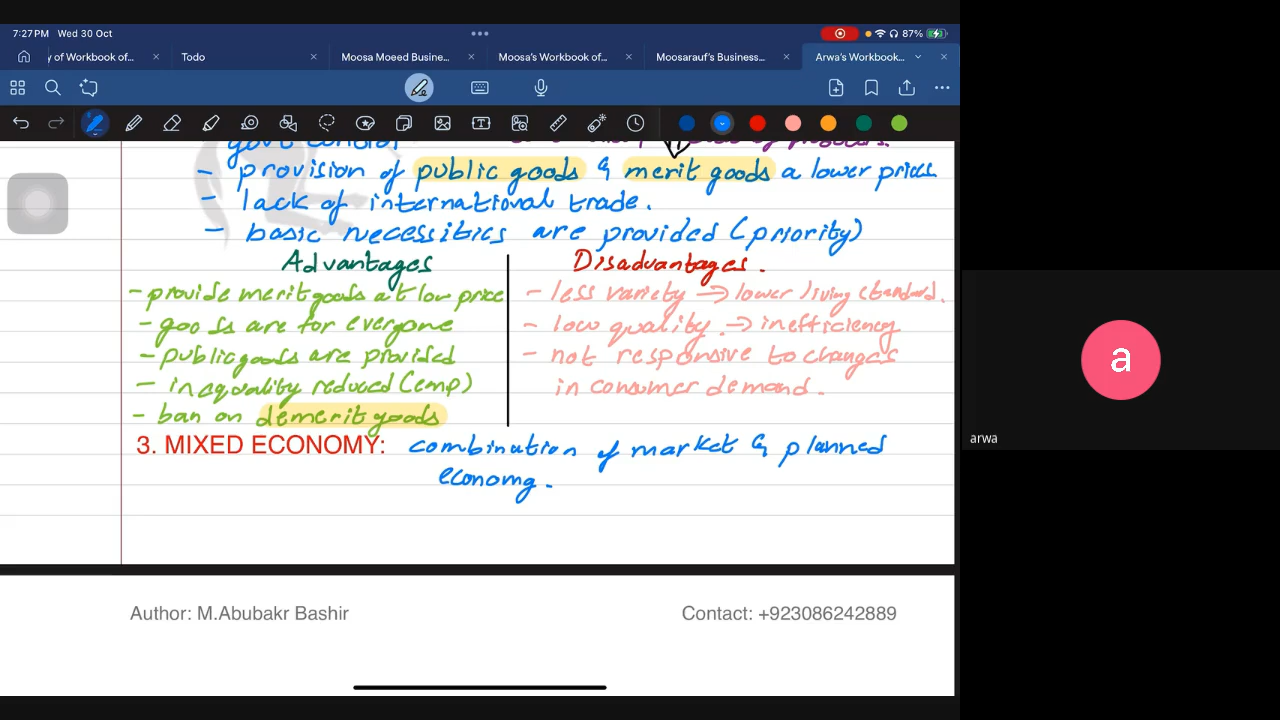 7:27 PM Wed 30 Oct
87%
y of Workbook of...
Todo
Moosa Moeed Busine...
Moosa's Workbook of...
Moosarauf's Business...
Arwa's Workbook...
govt control
- provision of public goods & merit goods a lower prices
- lack of international trade.
- basic necessities are provided (priority)
Advantages
- provide merit goods at low price
- goods are for everyone
- public goods are provided
- inequality reduced (emp)
- ban on demerit goods
Disadvantages.
- less variety → lower living standard.
- low quality. → inefficiency
- not responsive to changes
in consumer demand.
3. MIXED ECONOMY: combination of market & planned
economy.
Author: M.Abubakr Bashir
Contact: +923086242889
a
arwa